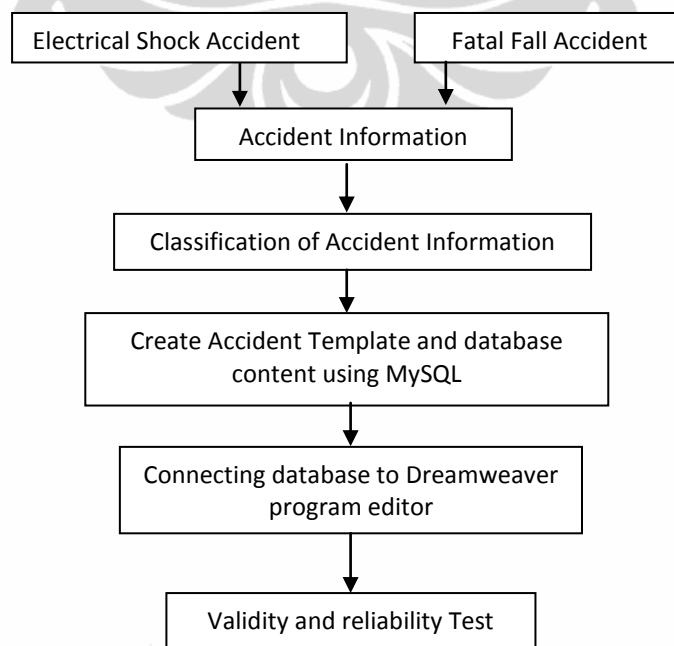 Electrical Shock Accident
Fatal Fall Accident
Accident Information
Classification of Accident Information
Create Accident Template and database
content using MySQL
Connecting database to Dreamweaver
program editor
Validity and reliability Test